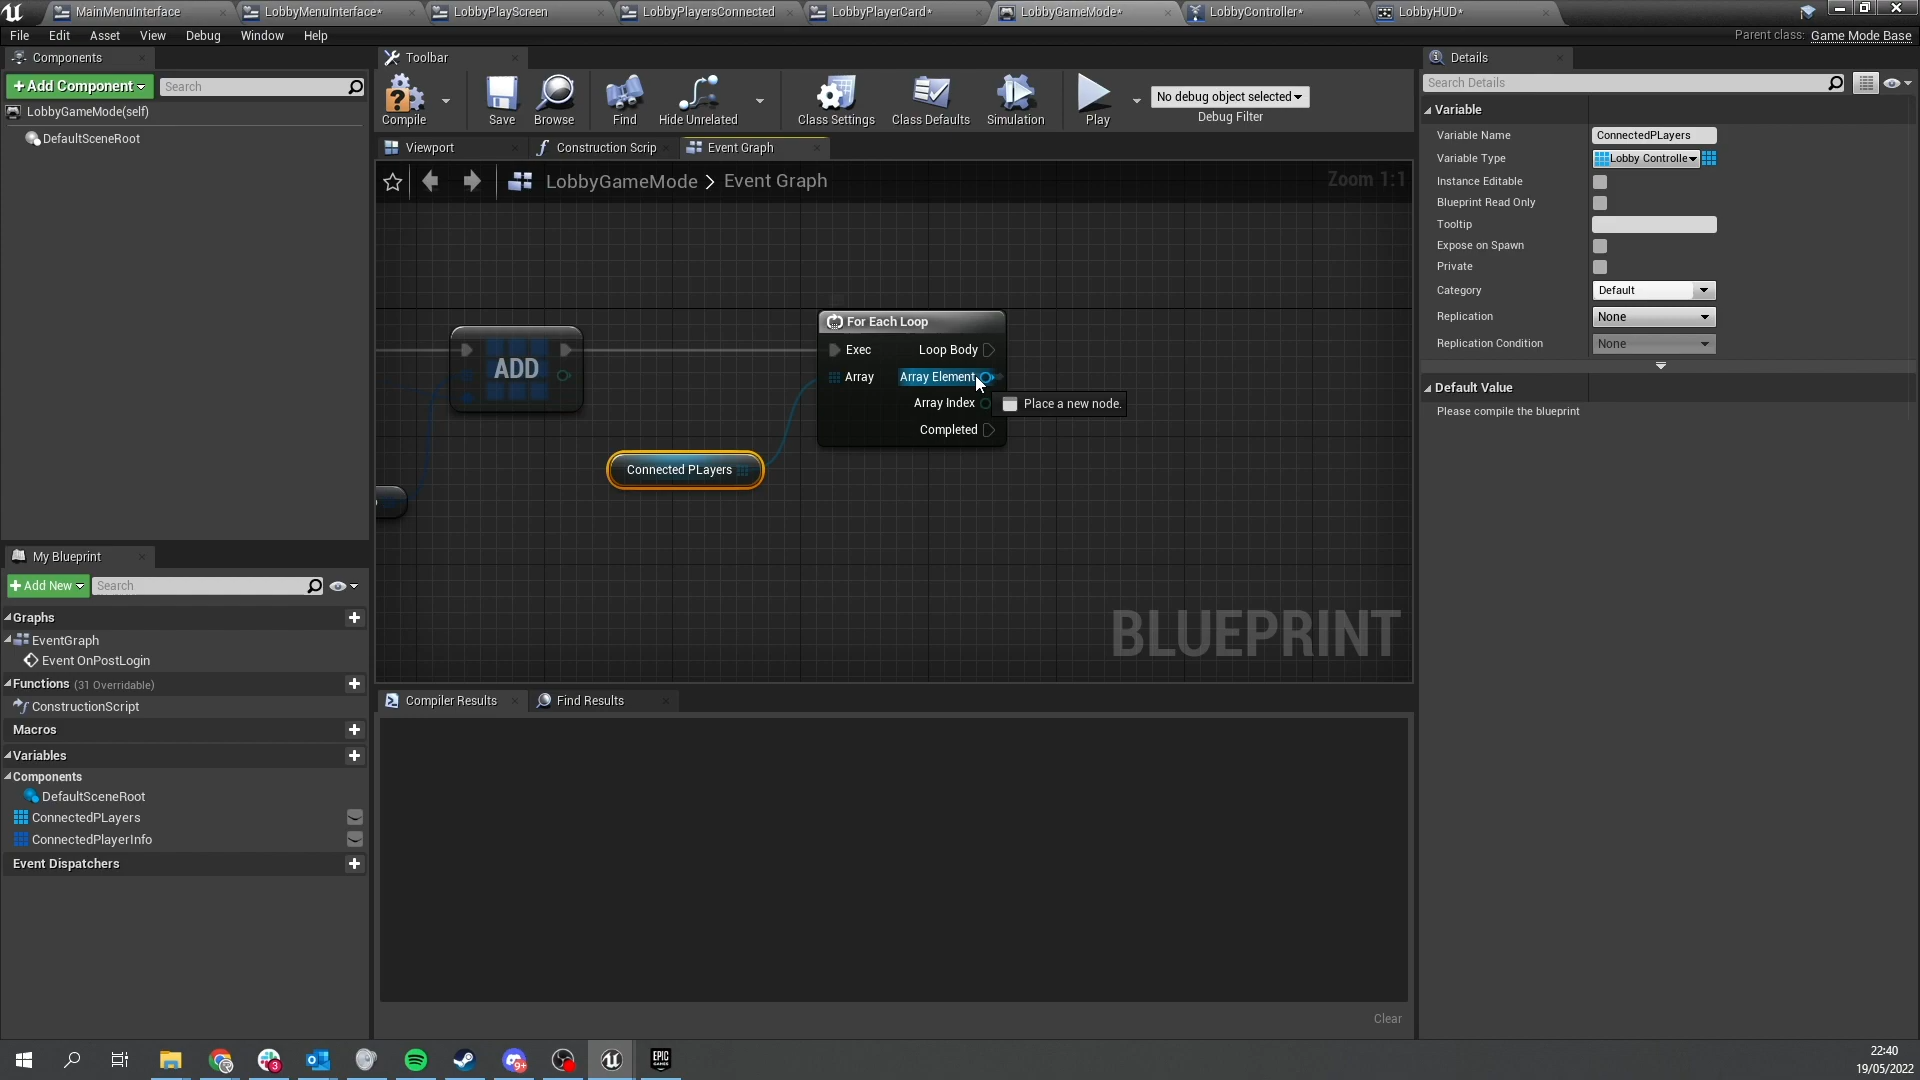 MainMenuInterface
LobbyMenuInterface*
LobbyPlayScreen
LobbyPlayersConnected
LobbyPlayerCard*
LobbyGameMode*
LobbyController*
LobbyHUD*
File Edit Asset View Debug Window Help
Parent class: Game Mode Base
Components
Toolbar
Details
+Add Component
Search
LobbyGameMode(self)
DefaultSceneRoot
Compile
Save
Browse
Find
Hide Unrelated
Class Settings
Class Defaults
Simulation
Play
No debug object selected
Debug Filter
Viewport
Construction Scrip
Event Graph
LobbyGameMode > Event Graph
Zoom 1:1
ADD
For Each Loop
Exec
Loop Body
Array
Array Element
Array Index
Completed
Place a new node.
Connected PLayers
BLUEPRINT
Search Details
Variable
Variable Name
ConnectedPLayers
Variable Type
Lobby Controlle
Instance Editable
Blueprint Read Only
Tooltip
Expose on Spawn
Private
Category
Default
Replication
None
Replication Condition
None
Default Value
Please compile the blueprint
My Blueprint
+Add New
Search
Graphs
EventGraph
Event OnPostLogin
Functions (31 Overridable)
ConstructionScript
Macros
Variables
Components
DefaultSceneRoot
ConnectedPLayers
ConnectedPlayerInfo
Event Dispatchers
Compiler Results
Find Results
Clear
3
9+
EPIC
GAMES
22:40
19/05/2022